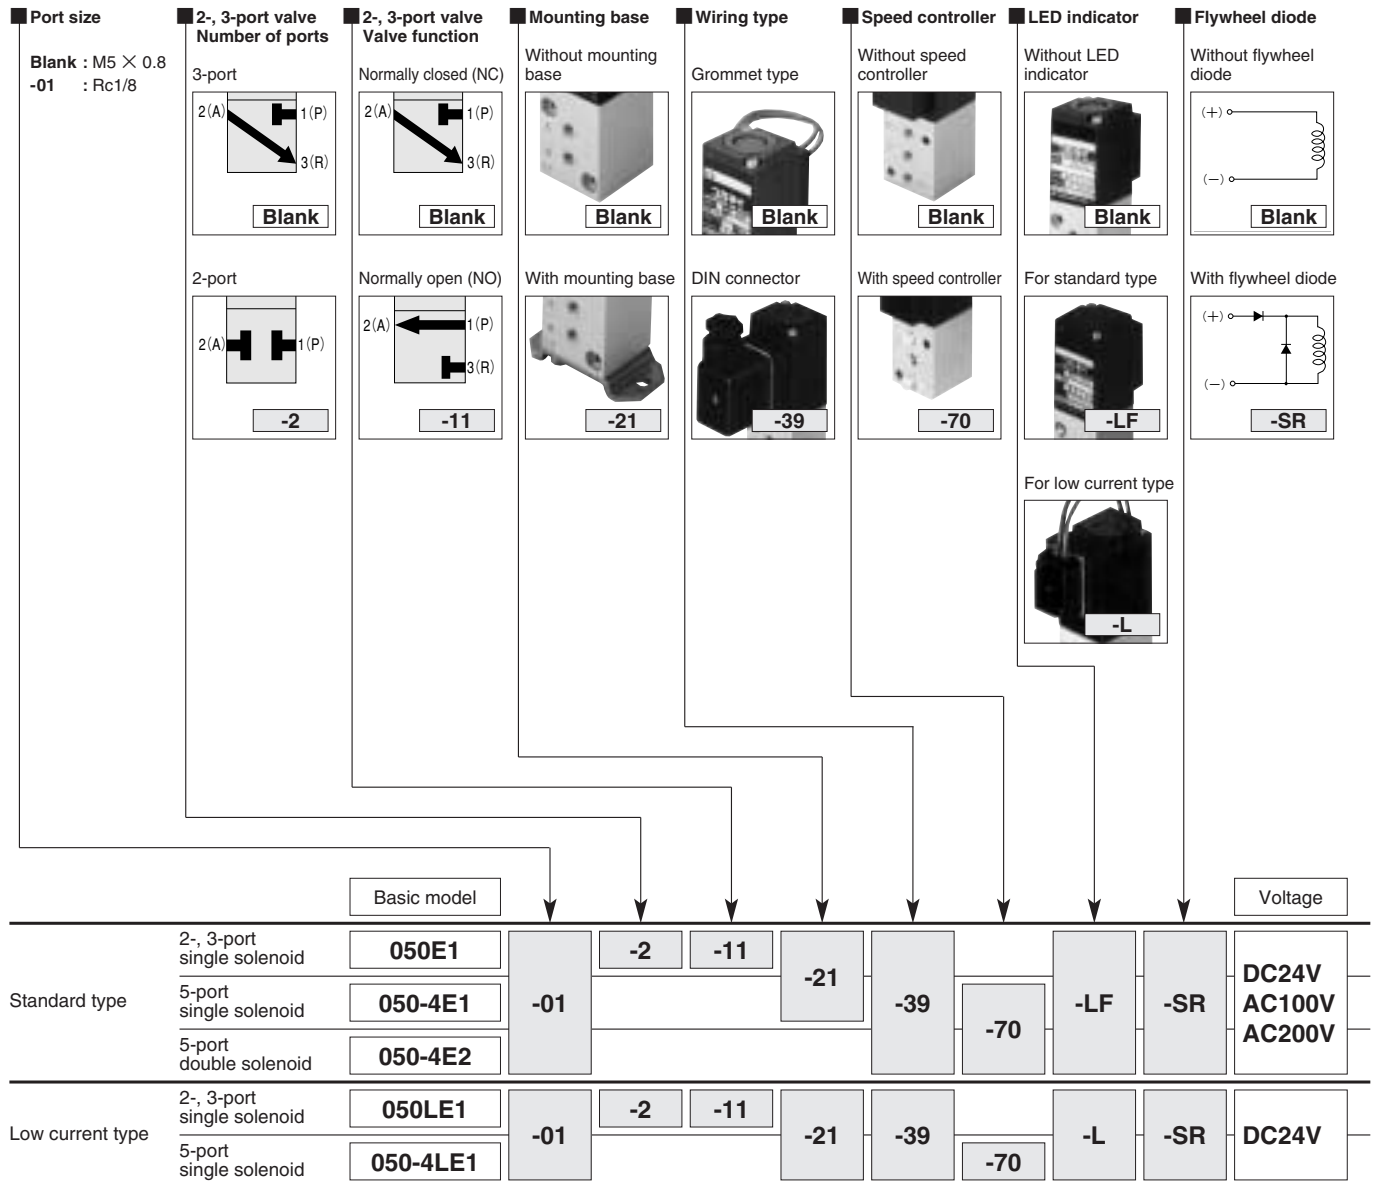 Port size
Blank : M5 × 0.8
-01 : Rc1/8
2-, 3-port valve
Number of ports
3-port
2(A)
1(P)
3(R)
Blank
2-port
2(A)
1(P)
-2
2-, 3-port valve
Valve function
Normally closed (NC)
2(A)
1(P)
3(R)
Blank
Normally open (NO)
2(A)
1(P)
3(R)
-11
Mounting base
Without mounting
base
Blank
With mounting base
-21
Wiring type
Grommet type
Blank
DIN connector
-39
Speed controller
Without speed
controller
Blank
With speed controller
-70
LED indicator
Without LED
indicator
Blank
For standard type
-LF
For low current type
-L
Flywheel diode
Without flywheel
diode
(+)
(−)
Blank
With flywheel diode
(+)
(−)
-SR
Basic model
Voltage
Standard type
2-, 3-port
single solenoid
050E1
5-port
single solenoid
050-4E1
5-port
double solenoid
050-4E2
-01
-2
-11
-21
-39
-70
-LF
-SR
DC24V
AC100V
AC200V
Low current type
2-, 3-port
single solenoid
050LE1
5-port
single solenoid
050-4LE1
-01
-2
-11
-21
-39
-70
-L
-SR
DC24V